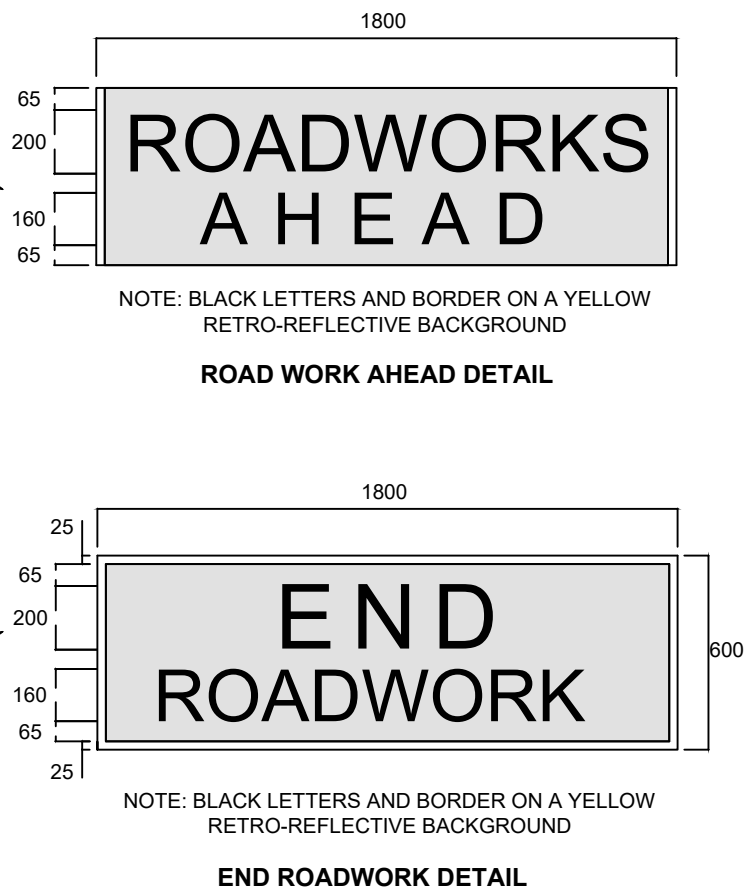 1800
65
200
160
65
ROADWORKS
AHEAD
NOTE: BLACK LETTERS AND BORDER ON A YELLOW
RETRO-REFLECTIVE BACKGROUND
ROAD WORK AHEAD DETAIL
1800
25
65
200
160
65
25
END
ROADWORK
600
NOTE: BLACK LETTERS AND BORDER ON A YELLOW
RETRO-REFLECTIVE BACKGROUND
END ROADWORK DETAIL